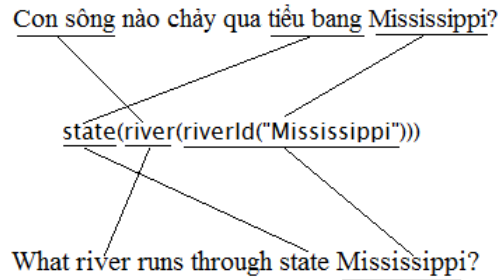 Con sông nào chảy qua tiểu bang Mississippi?
state(river(riverId("Mississippi")))
What river runs through state Mississippi?